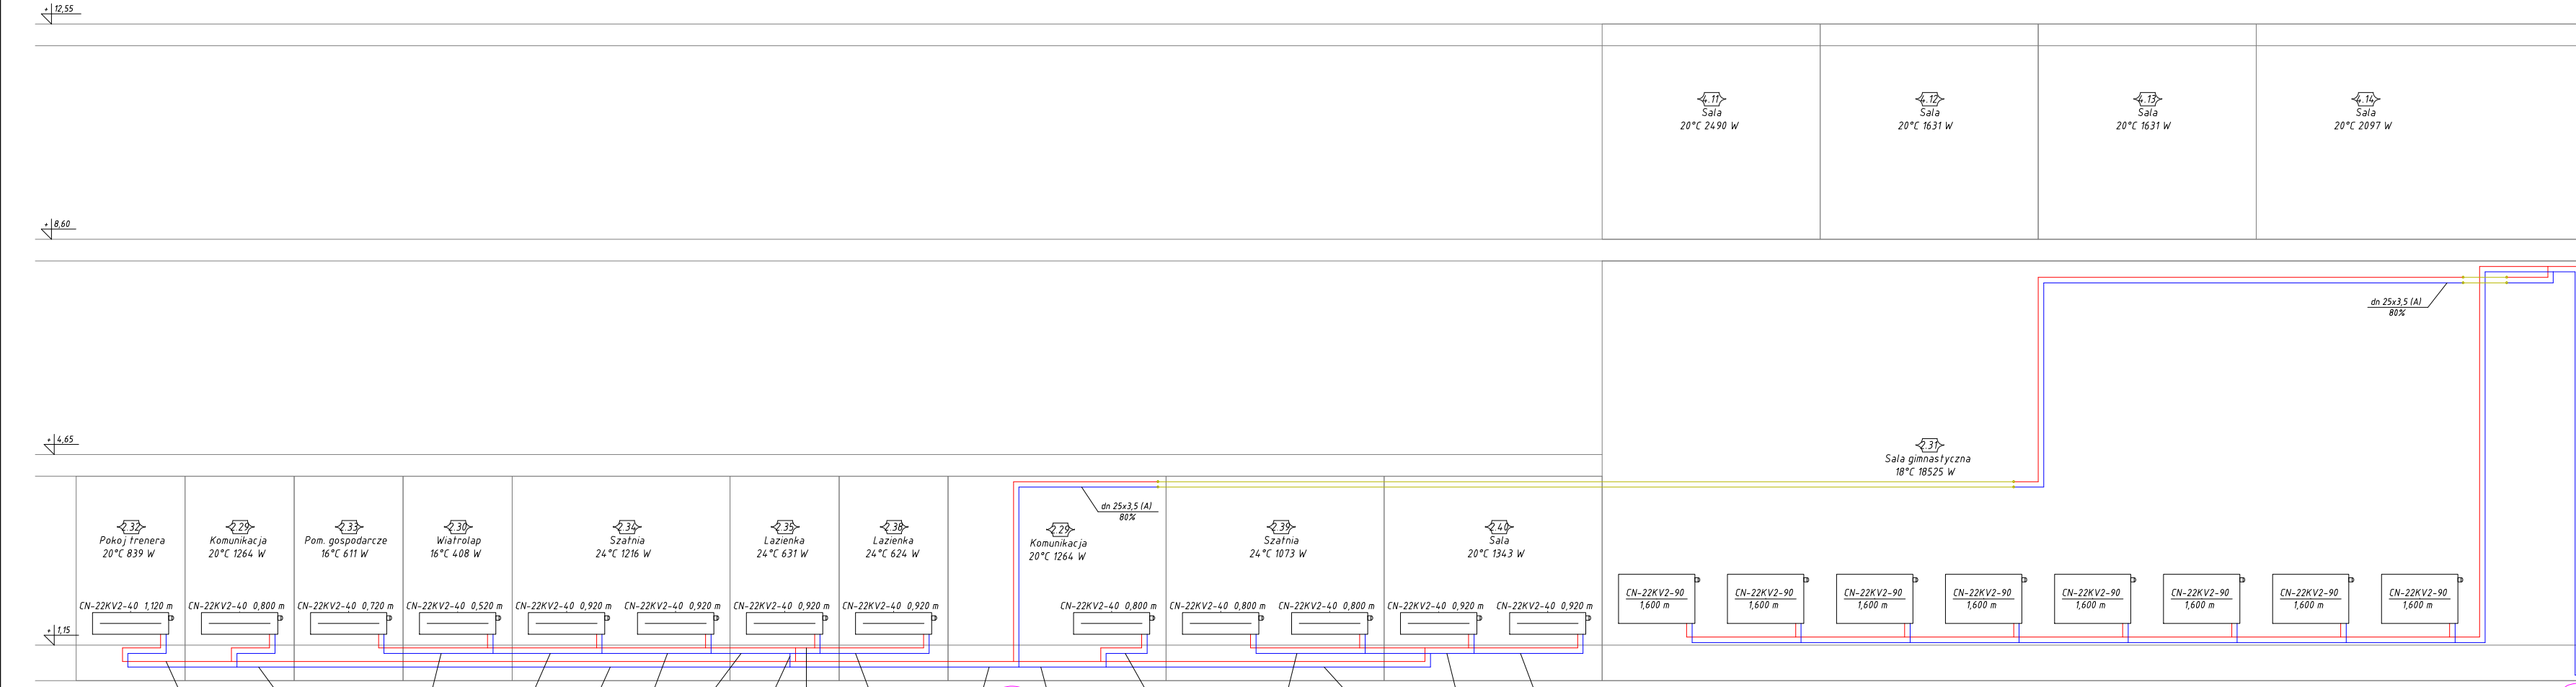 + 12,55
4.11
Sala
20°C 2490 W
4.12
Sala
20°C 1631 W
4.13
Sala
20°C 1631 W
4.14
Sala
20°C 2097 W
+ 8,60
dn 25x3,5 (A)
80%
+ 4,65
2.31
Sala gimnastyczna
18°C 18525 W
dn 25x3,5 (A)
80%
2.32
Pokoj trenera
20°C 839 W
2.29
Komunikacja
20°C 1264 W
2.33
Pom. gospodarcze
16°C 611 W
2.30
Wiatrolap
16°C 408 W
2.34
Szatnia
24°C 1216 W
2.35
Lazienka
24°C 631 W
2.38
Lazienka
24°C 624 W
2.29
Komunikacja
20°C 1264 W
2.39
Szatnia
24°C 1073 W
2.40
Sala
20°C 1343 W
CN-22KV2-40 1,120 m
CN-22KV2-40 0,800 m
CN-22KV2-40 0,720 m
CN-22KV2-40 0,520 m
CN-22KV2-40 0,920 m
CN-22KV2-40 0,920 m
CN-22KV2-40 0,920 m
CN-22KV2-40 0,920 m
CN-22KV2-40 0,800 m
CN-22KV2-40 0,800 m
CN-22KV2-40 0,800 m
CN-22KV2-40 0,920 m
CN-22KV2-40 0,920 m
CN-22KV2-90
1,600 m
CN-22KV2-90
1,600 m
CN-22KV2-90
1,600 m
CN-22KV2-90
1,600 m
CN-22KV2-90
1,600 m
CN-22KV2-90
1,600 m
CN-22KV2-90
1,600 m
CN-22KV2-90
1,600 m
+ 1,15